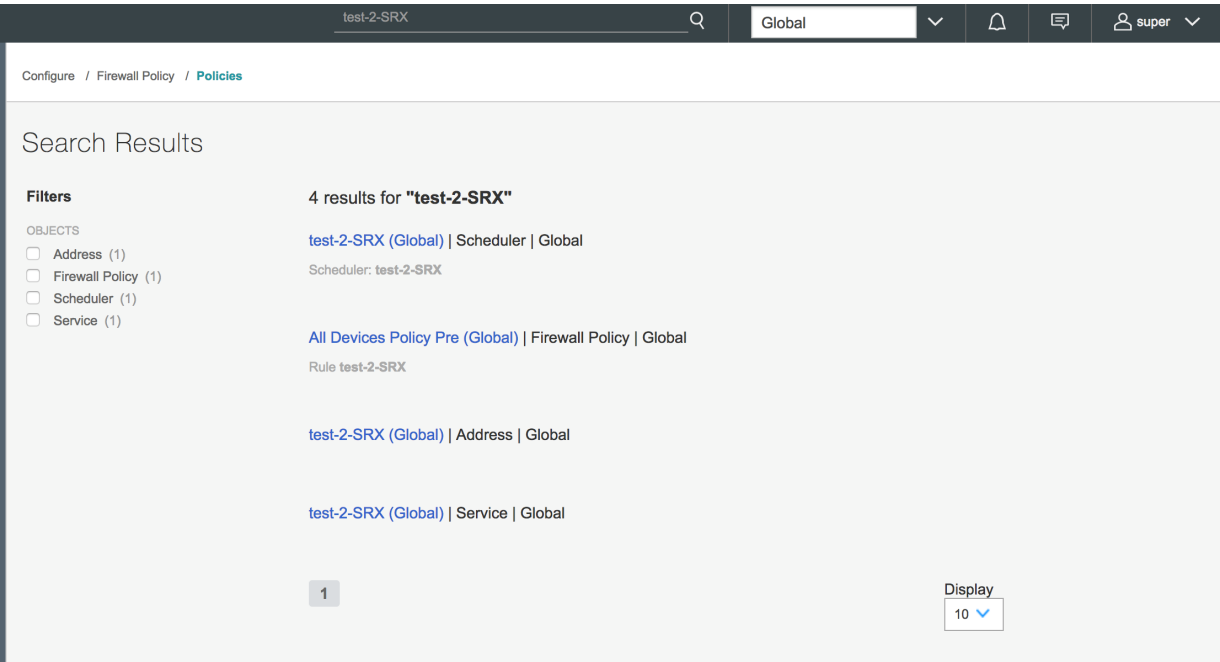 test-2-SRX
Global
super
Configure / Firewall Policy / Policies
Search Results
Filters
OBJECTS
Address (1)
Firewall Policy (1)
Scheduler (1)
Service (1)
4 results for "test-2-SRX"
test-2-SRX (Global) | Scheduler | Global
Scheduler: test-2-SRX
All Devices Policy Pre (Global) | Firewall Policy | Global
Rule test-2-SRX
test-2-SRX (Global) | Address | Global
test-2-SRX (Global) | Service | Global
1
Display
10